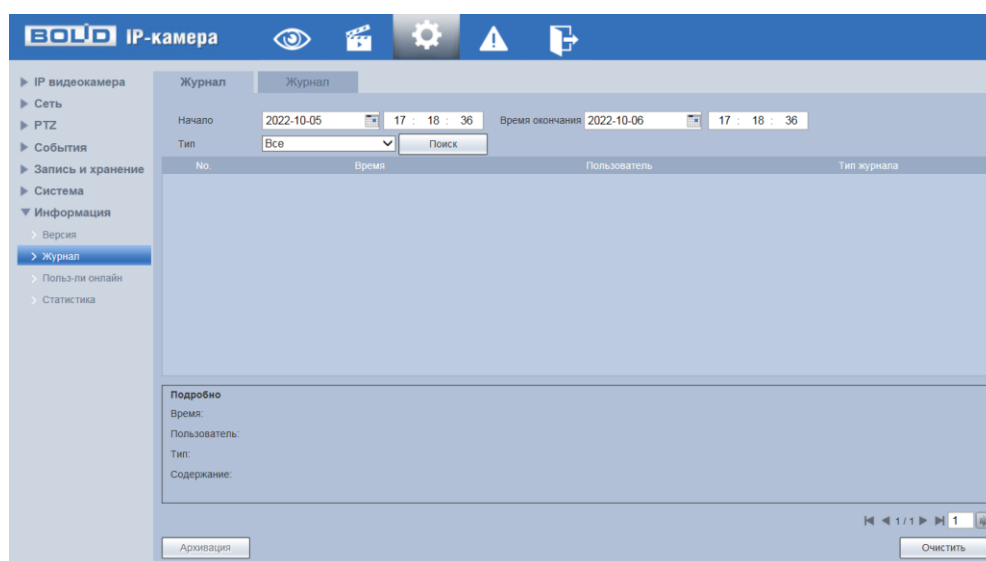 BOLID IP-камера
IP видеокамера
Сеть
PTZ
События
Запись и хранение
Система
Информация
Версия
Журнал
Польз-ли онлайн
Статистика
Журнал Журнал
Начало 2022-10-05 17 : 18 : 36 Время окончания 2022-10-06 17 : 18 : 36
Тип Все Поиск
No. Время Пользователь Тип журнала
Подробно
Время:
Пользователь:
Тип:
Содержание:
1 / 1 1
Архивация Очистить